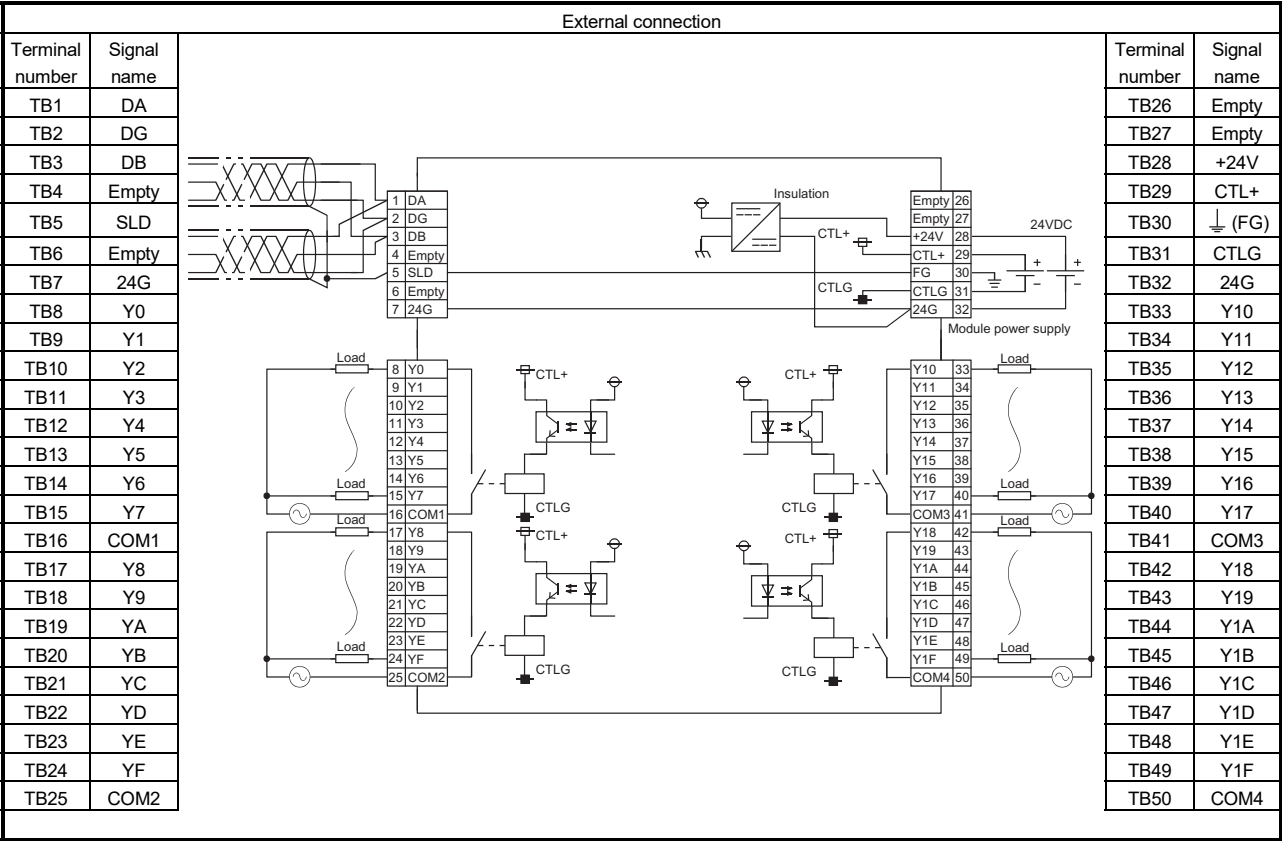 External connection
Terminal number Signal name
TB1 DA
TB2 DG
TB3 DB
TB4 Empty
TB5 SLD
TB6 Empty
TB7 24G
TB8 Y0
TB9 Y1
TB10 Y2
TB11 Y3
TB12 Y4
TB13 Y5
TB14 Y6
TB15 Y7
TB16 COM1
TB17 Y8
TB18 Y9
TB19 YA
TB20 YB
TB21 YC
TB22 YD
TB23 YE
TB24 YF
TB25 COM2
1 DA
2 DG
3 DB
4 Empty
5 SLD
6 Empty
7 24G
Insulation
CTL+
CTLG
Empty 26
Empty 27
+24V 28
CTL+ 29
FG 30
CTLG 31
24G 32
24VDC
+ +
– –
Module power supply
Load
8 Y0
9 Y1
10 Y2
11 Y3
12 Y4
13 Y5
14 Y6
Load
15 Y7
16 COM1
Load
17 Y8
18 Y9
19 YA
20 YB
21 YC
22 YD
23 YE
Load
24 YF
25 COM2
CTL+
CTLG
CTL+
CTLG
CTL+
CTLG
CTL+
CTLG
Y10 33
Load
Y11 34
Y12 35
Y13 36
Y14 37
Y15 38
Y16 39
Load
Y17 40
COM3 41
Load
Y18 42
Y19 43
Y1A 44
Y1B 45
Y1C 46
Y1D 47
Y1E 48
Load
Y1F 49
COM4 50
Terminal number Signal name
TB26 Empty
TB27 Empty
TB28 +24V
TB29 CTL+
TB30 (FG)
TB31 CTLG
TB32 24G
TB33 Y10
TB34 Y11
TB35 Y12
TB36 Y13
TB37 Y14
TB38 Y15
TB39 Y16
TB40 Y17
TB41 COM3
TB42 Y18
TB43 Y19
TB44 Y1A
TB45 Y1B
TB46 Y1C
TB47 Y1D
TB48 Y1E
TB49 Y1F
TB50 COM4